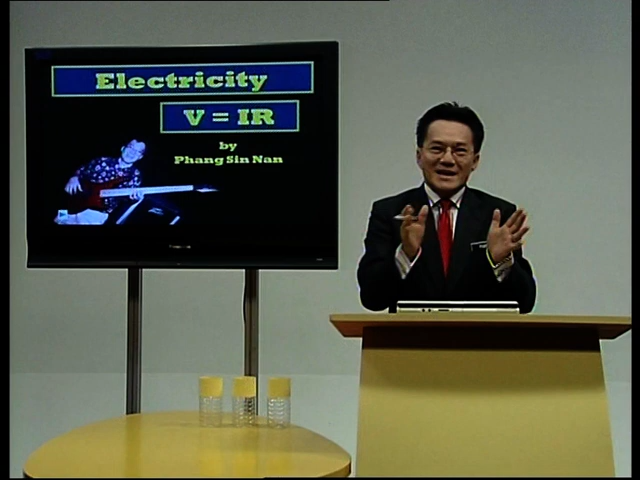 Electricity
V = IR
by
Phang Sin Nan